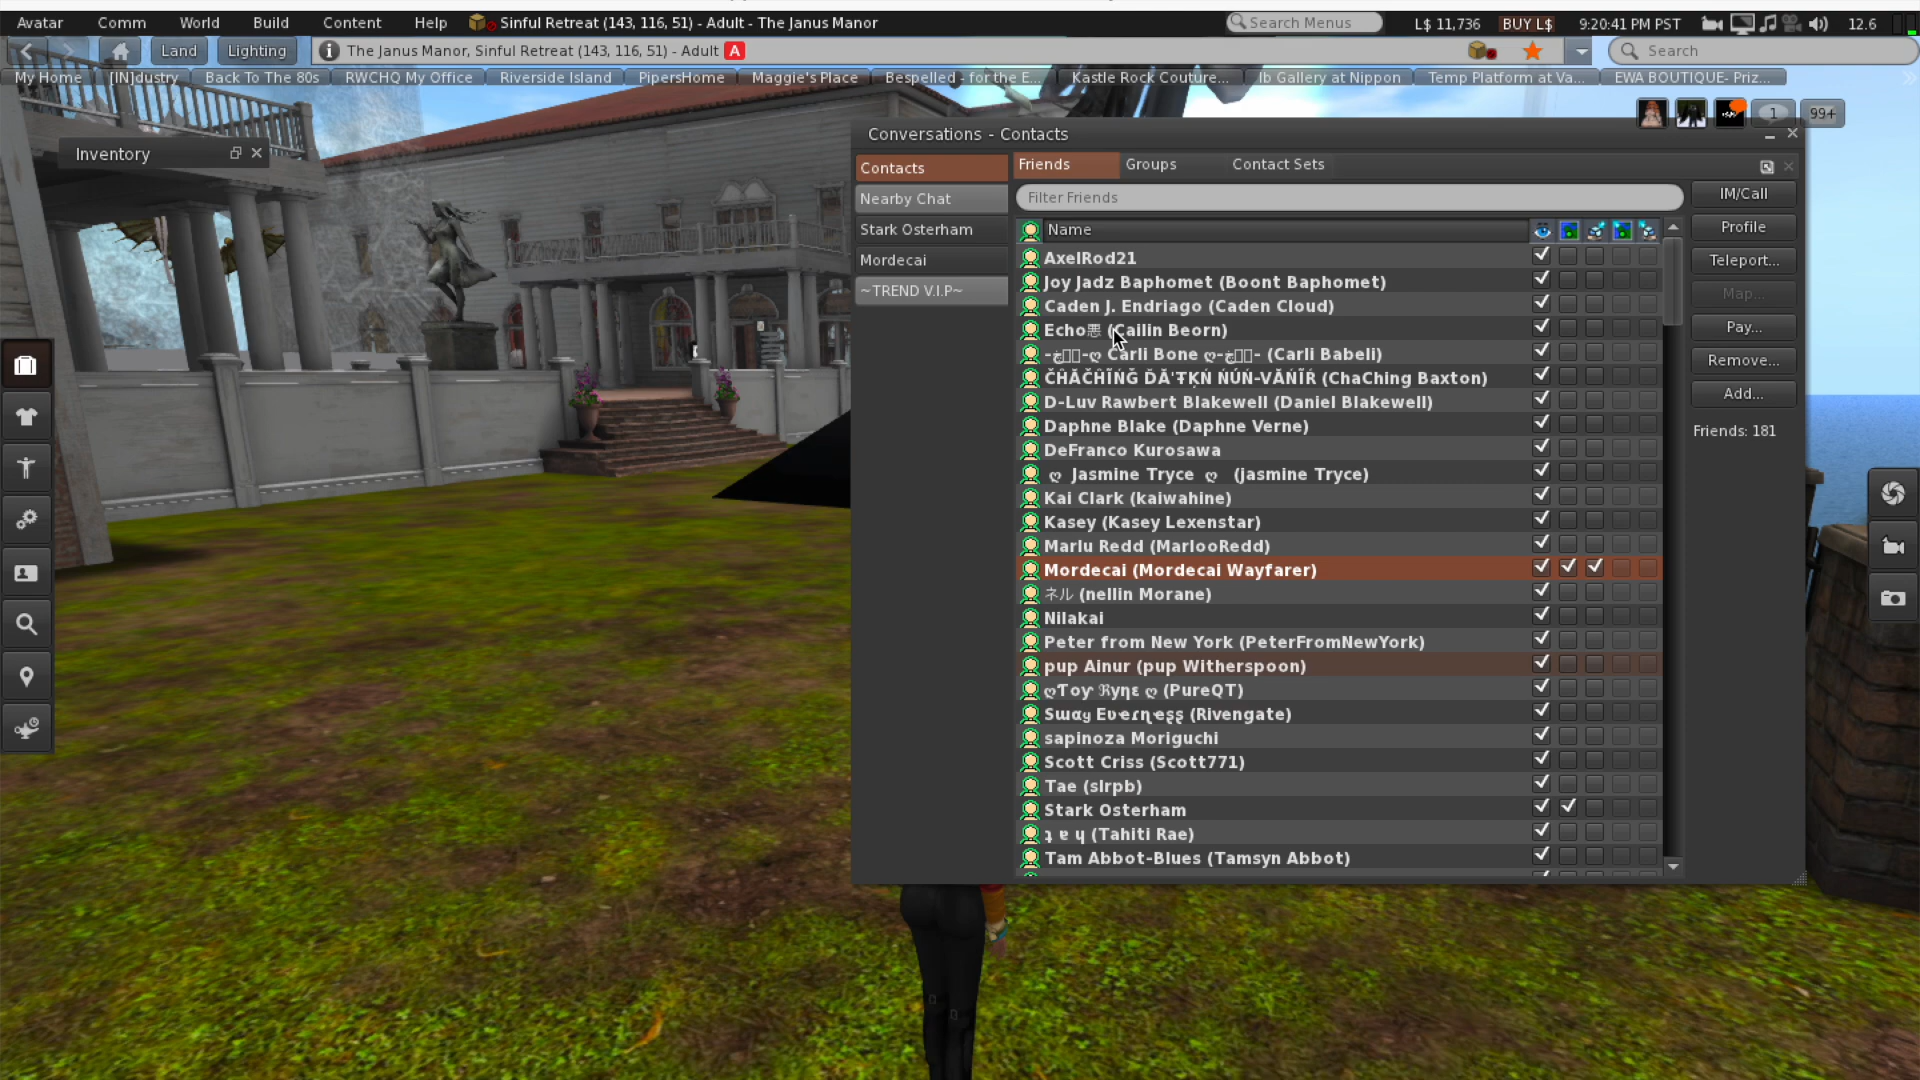 Avatar Comm World Build Content Help Sinful Retreat (143, 116, 51) - Adult - The Janus Manor Search Menus L$ 11,736 BUY L$ 9:20:41 PM PST 12.6
Land Lighting The Janus Manor, Sinful Retreat (143, 116, 51) - Adult A Search
My Home [IN]dustry Back To The 80s RWCHQ My Office Riverside Island PipersHome Maggie's Place Bespelled - for the E... Kastle Rock Couture... Ib Gallery at Nippon Temp Platform at Va... EWA BOUTIQUE- Priz...
1 99+
Inventory
Conversations - Contacts
Contacts
Nearby Chat
Stark Osterham
Mordecai
~TREND V.I.P~
Friends Groups Contact Sets
Filter Friends
Name
AxelRod21
Joy Jadz Baphomet (Boont Baphomet)
Caden J. Endriago (Caden Cloud)
Echo悪 (Cailin Beorn)
Carli Bone ღ (Carli Babeli)
(ChaChing Baxton)
D-Luv Rawbert Blakewell (Daniel Blakewell)
Daphne Blake (Daphne Verne)
DeFranco Kurosawa
ღ Jasmine Tryce ღ (jasmine Tryce)
Kai Clark (kaiwahine)
Kasey (Kasey Lexenstar)
Marlu Redd (MarlooRedd)
Mordecai (Mordecai Wayfarer)
ネル (nellin Morane)
Nilakai
Peter from New York (PeterFromNewYork)
pup Ainur (pup Witherspoon)
(PureQT)
(Rivengate)
sapinoza Moriguchi
Scott Criss (Scott771)
Tae (slrpb)
Stark Osterham
(Tahiti Rae)
Tam Abbot-Blues (Tamsyn Abbot)
IM/Call
Profile
Teleport...
Map...
Pay...
Remove...
Add...
Friends: 181